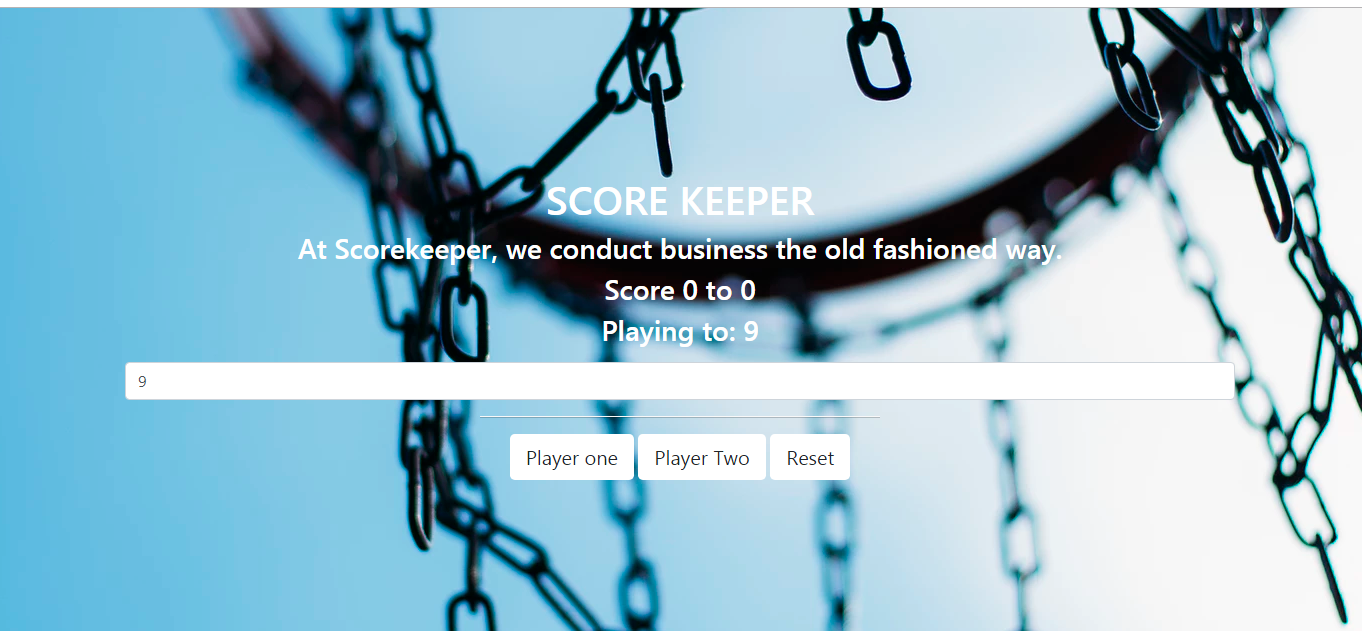 SCORE KEEPER
At Scorekeeper, we conduct business the old fashioned way.
Score 0 to 0
Playing to: 9
9
Player one Player Two Reset